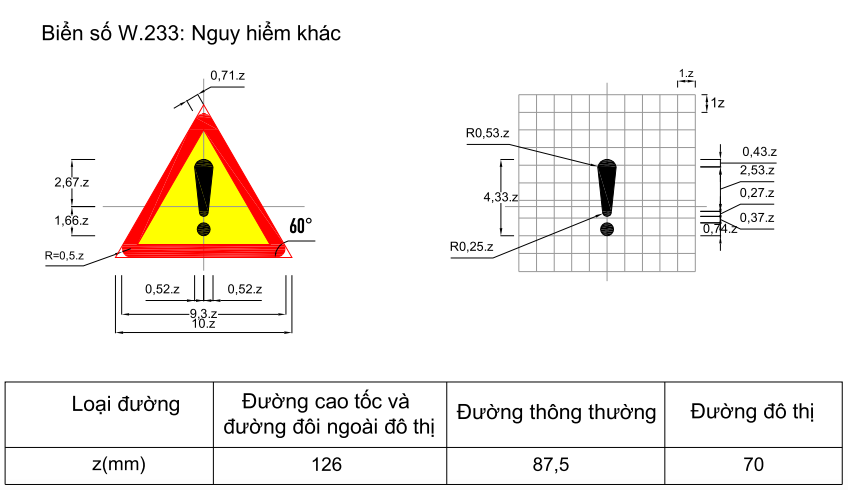 Biển số W.233: Nguy hiểm khác
0,71.z
2,67.z
1,66.z
60°
R=0,5.z
0,52.z 0,52.z
9,3.z
10.z
1.z
1z
R0,53.z
4,33.z
R0,25.z
0,43.z
2,53.z
0,27.z
0,37.z
0,74.z
Loại đường
Đường cao tốc và
đường đôi ngoài đô thị
Đường thông thường
Đường đô thị
z(mm) 126 87,5 70